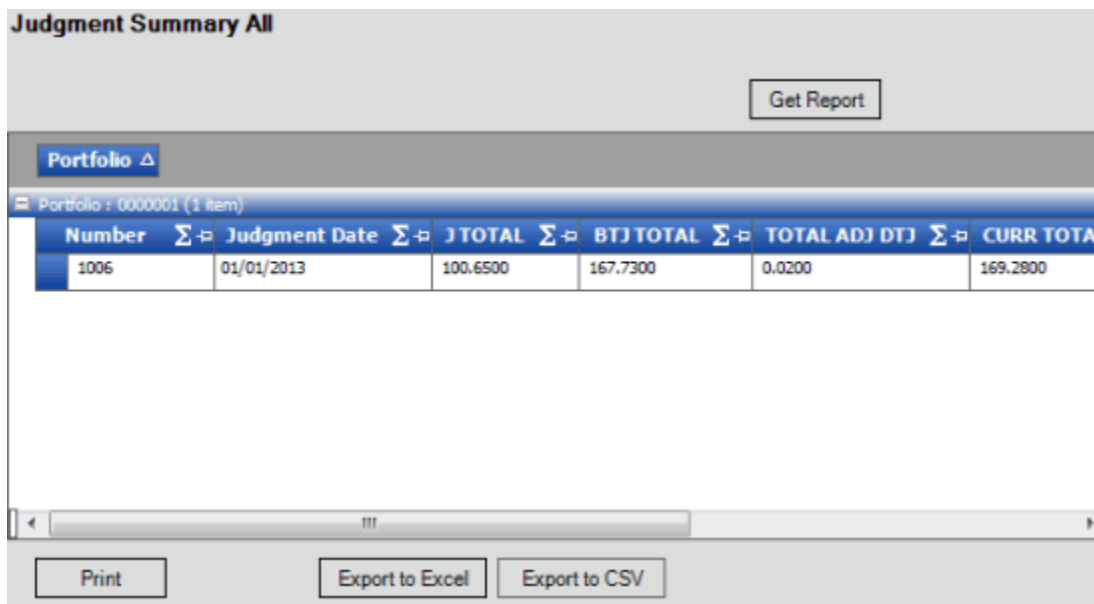 Judgment Summary All
Get Report
Portfolio
Portfolio : 0000001 (1 item)
Number Σ Judgment Date Σ J TOTAL Σ BTJ TOTAL Σ TOTAL ADJ DTJ Σ CURR TOTA
1006 01/01/2013 100.6500 167.7300 0.0200 169.2800
Print Export to Excel Export to CSV